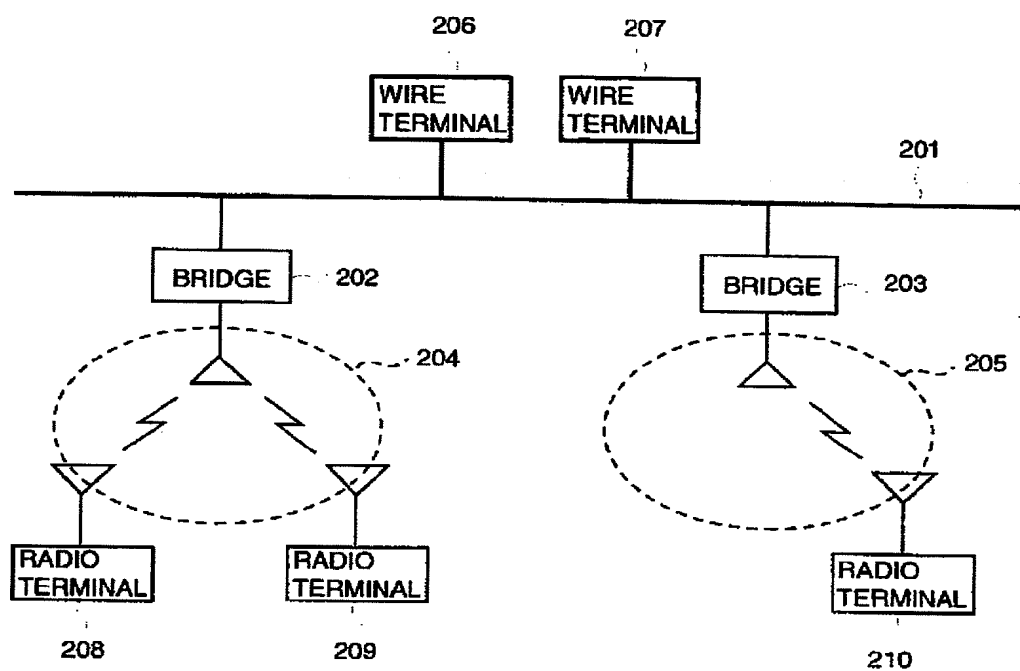 206
207
WIRE
TERMINAL
WIRE
TERMINAL
201
BRIDGE
202
BRIDGE
203
204
205
RADIO
TERMINAL
RADIO
TERMINAL
RADIO
TERMINAL
208
209
210